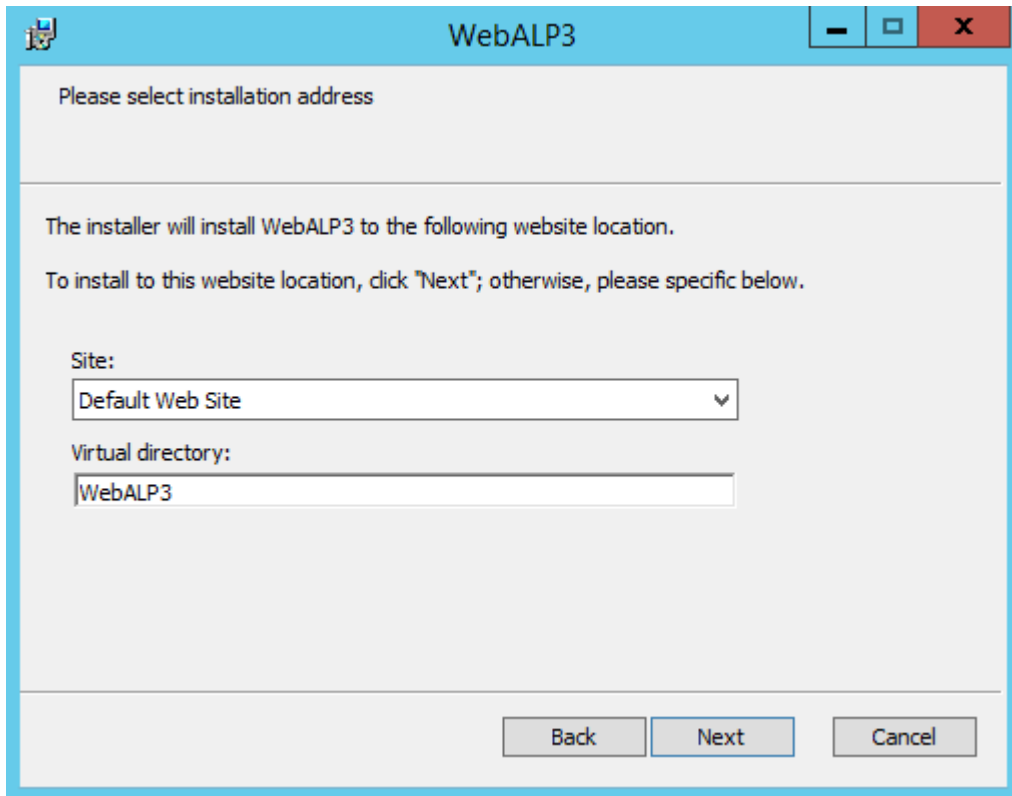 WebALP3
Please select installation address
The installer will install WebALP3 to the following website location.
To install to this website location, click "Next"; otherwise, please specific below.
Site:
Default Web Site
Virtual directory:
WebALP3
Back Next Cancel